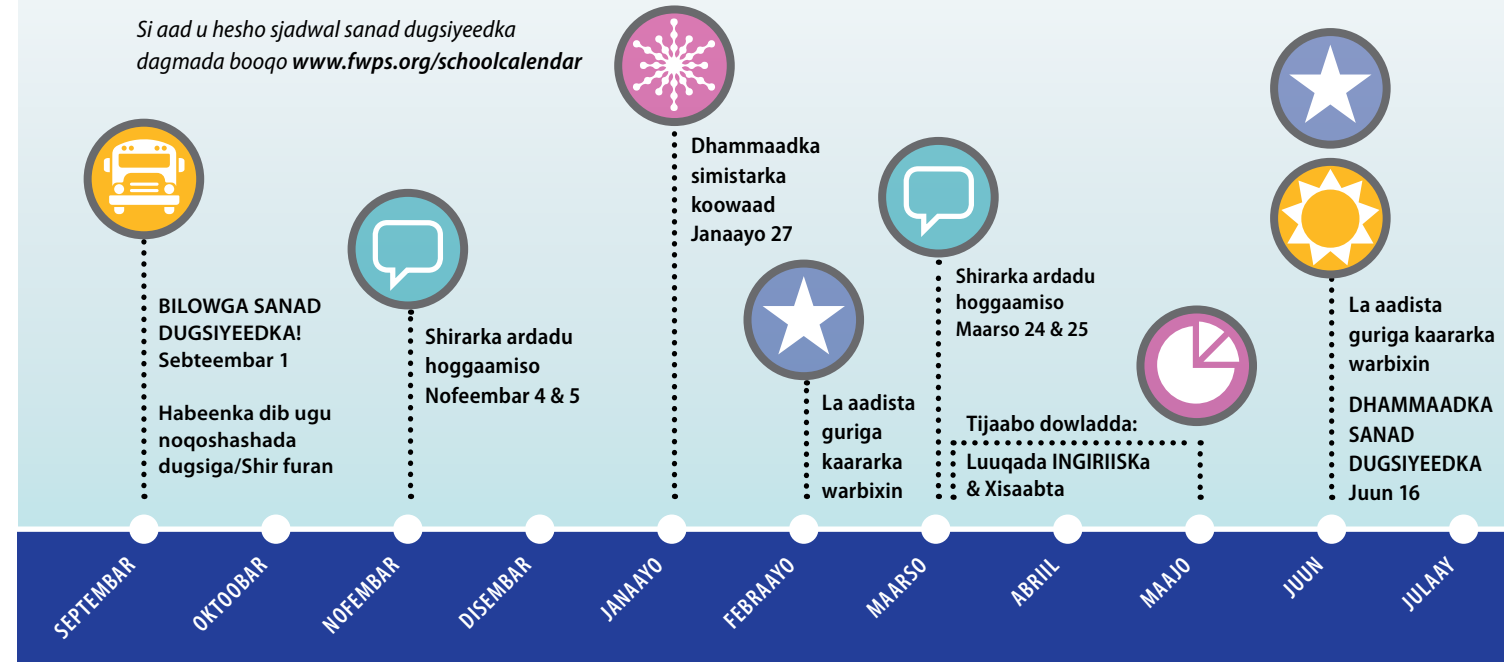 Si aad u hesho sjadwal sanad dugsiyeedka
dagmada booqo www.fwps.org/schoolcalendar
BILOWGA SANAD
DUGSIYEEDKA!
Sebteembar 1
Habeenka dib ugu
noqoshashada
dugsiga/Shir furan
Shirarka ardadu
hoggaamiso
Nofeembar 4 & 5
Dhammaadka
simistarka
koowaad
Janaayo 27
La aadista
guriga
kaararka
warbixin
Shirarka ardadu
hoggaamiso
Maarso 24 & 25
Tijaabo dowladda:
Luuqada INGIRIISKa
& Xisaabta
La aadista
guriga kaararka
warbixin
DHAMMAADKA
SANAD
DUGSIYEEDKA
Juun 16
SEPTEMBAR
OKTOOBAR
NOFEMBAR
DISEMBAR
JANAAYO
FEBRAAYO
MAARSO
ABRIIL
MAAJO
JUUN
JULAAY